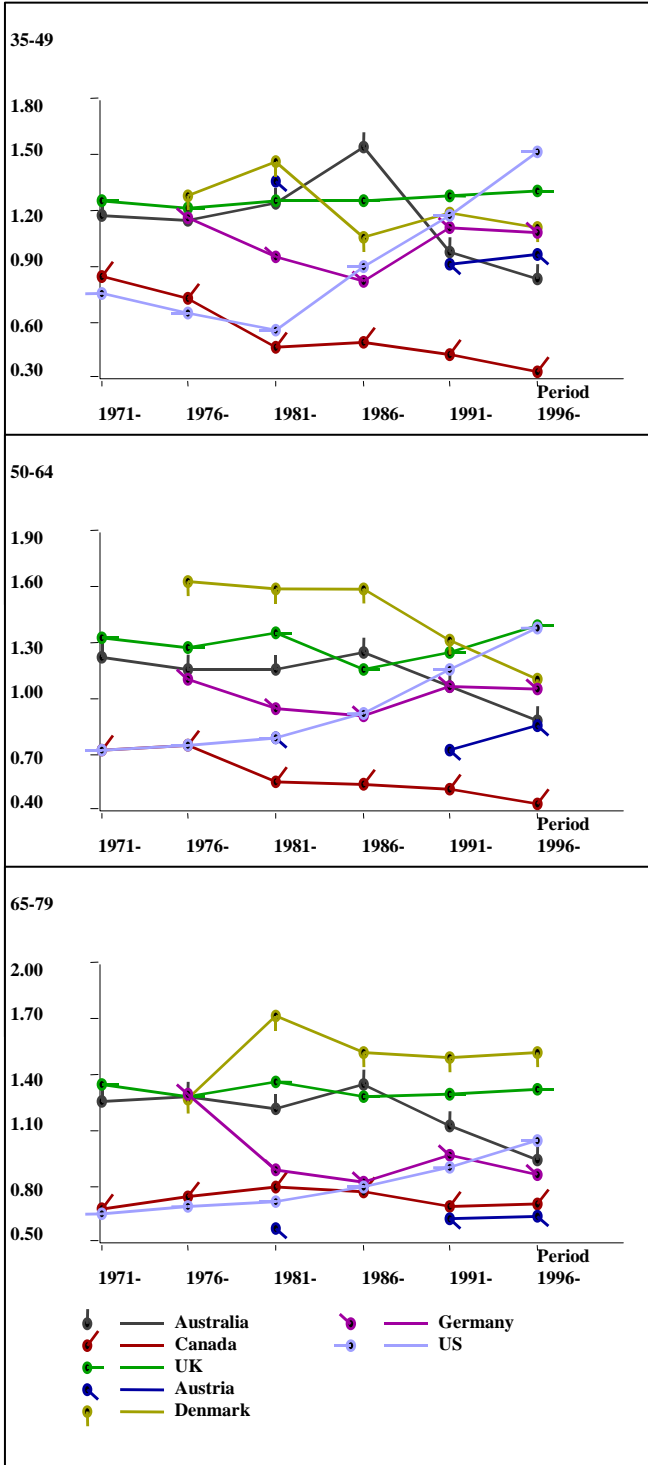 35-49
1.80
1.50
1.20
0.90
0.60
0.30
Period
1971- 1976- 1981- 1986- 1991- 1996-
50-64
1.90
1.60
1.30
1.00
0.70
0.40
Period
1971- 1976- 1981- 1986- 1991- 1996-
65-79
2.00
1.70
1.40
1.10
0.80
0.50
Period
1971- 1976- 1981- 1986- 1991- 1996-
Australia Germany
Canada US
UK
Austria
Denmark